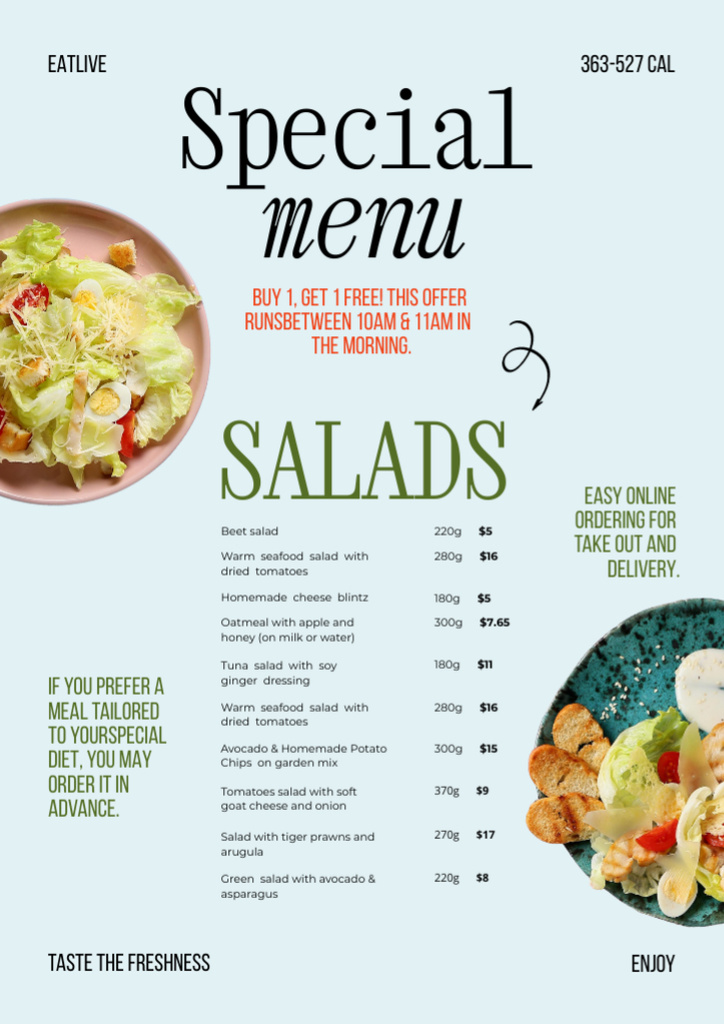 EATLIVE
363-527 CAL
Special
menu
BUY 1, GET 1 FREE! THIS OFFER
RUNSBETWEEN 10AM & 11AM IN
THE MORNING.
SALADS
EASY ONLINE
ORDERING FOR
TAKE OUT AND
DELIVERY.
Beet salad 220g $5
Warm seafood salad with 280g $16
dried tomatoes
Homemade cheese blintz 180g $5
Oatmeal with apple and 300g $7.65
honey (on milk or water)
Tuna salad with soy 180g $11
ginger dressing
Warm seafood salad with 280g $16
dried tomatoes
Avocado & Homemade Potato 300g $15
Chips on garden mix
Tomatoes salad with soft 370g $9
goat cheese and onion
Salad with tiger prawns and 270g $17
arugula
Green salad with avocado & 220g $8
asparagus
IF YOU PREFER A
MEAL TAILORED
TO YOURSPECIAL
DIET, YOU MAY
ORDER IT IN
ADVANCE.
TASTE THE FRESHNESS
ENJOY